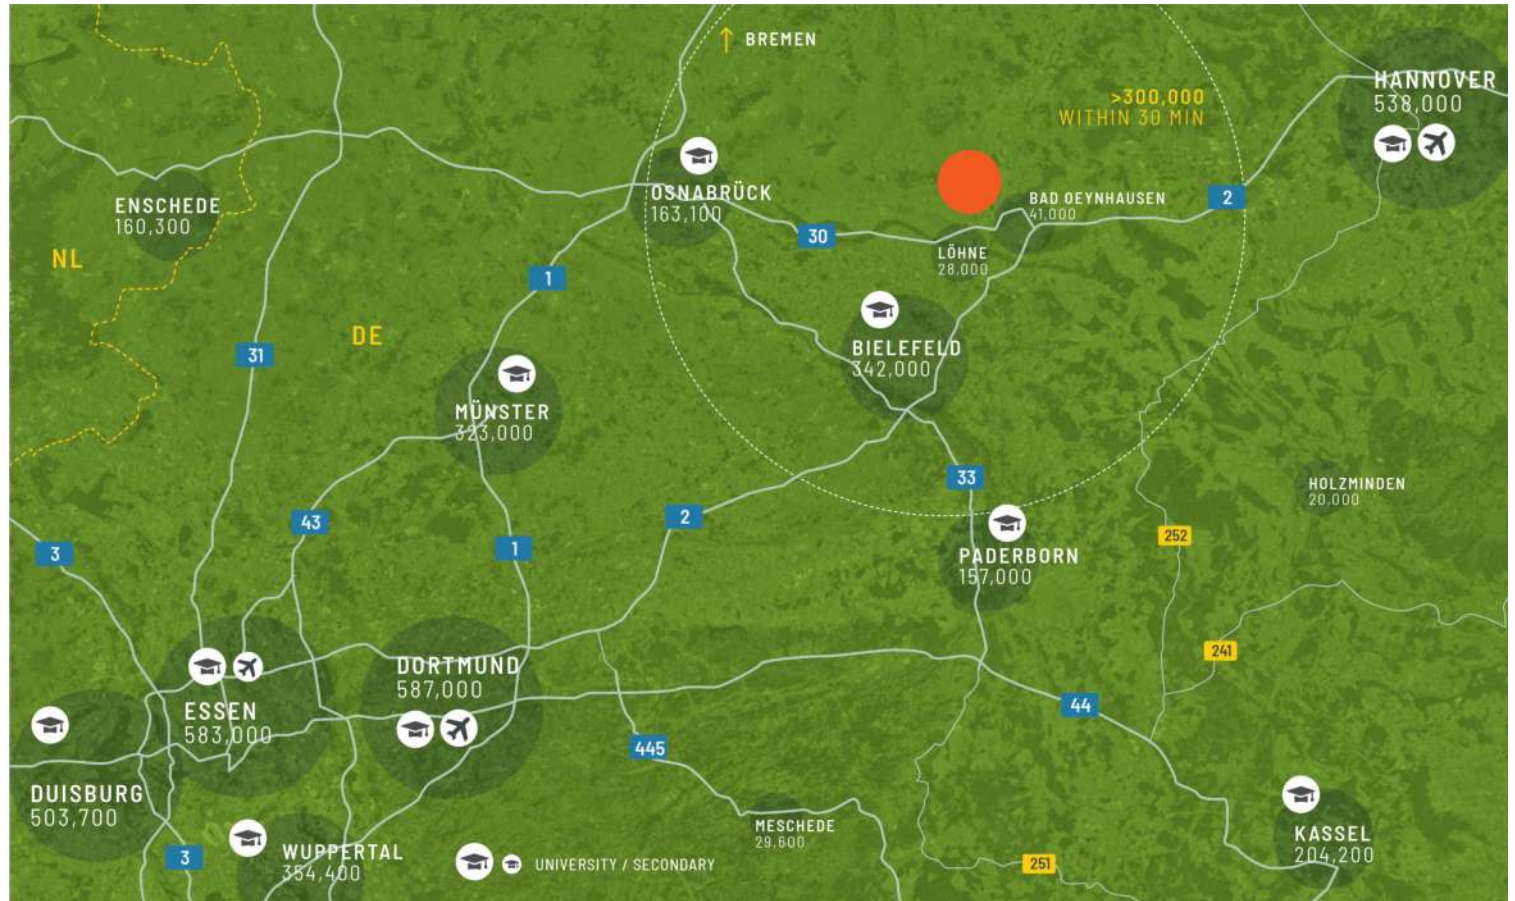 BREMEN
HANNOVER
538,000
>300,000
WITHIN 30 MIN
OSNABRÜCK
163,100
BAD OEYNHAUSEN
41,000
2
ENSCHEDE
160,300
30
LÖHNE
28,000
NL
1
DE
31
BIELEFELD
342,000
MÜNSTER
323,000
33
HOLZMINDEN
20,000
43
2
3
1
252
PADERBORN
157,000
241
DORTMUND
587,000
ESSEN
583,000
44
445
DUISBURG
503,700
MESCHEDE
29,600
KASSEL
204,200
3
WUPPERTAL
354,400
UNIVERSITY / SECONDARY
251